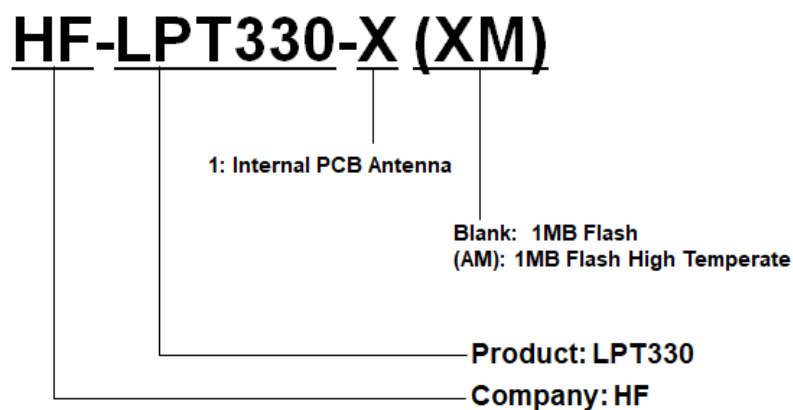 HF-LPT330-X (XM)
1: Internal PCB Antenna
Blank: 1MB Flash
(AM): 1MB Flash High Temperate
Product: LPT330
Company: HF